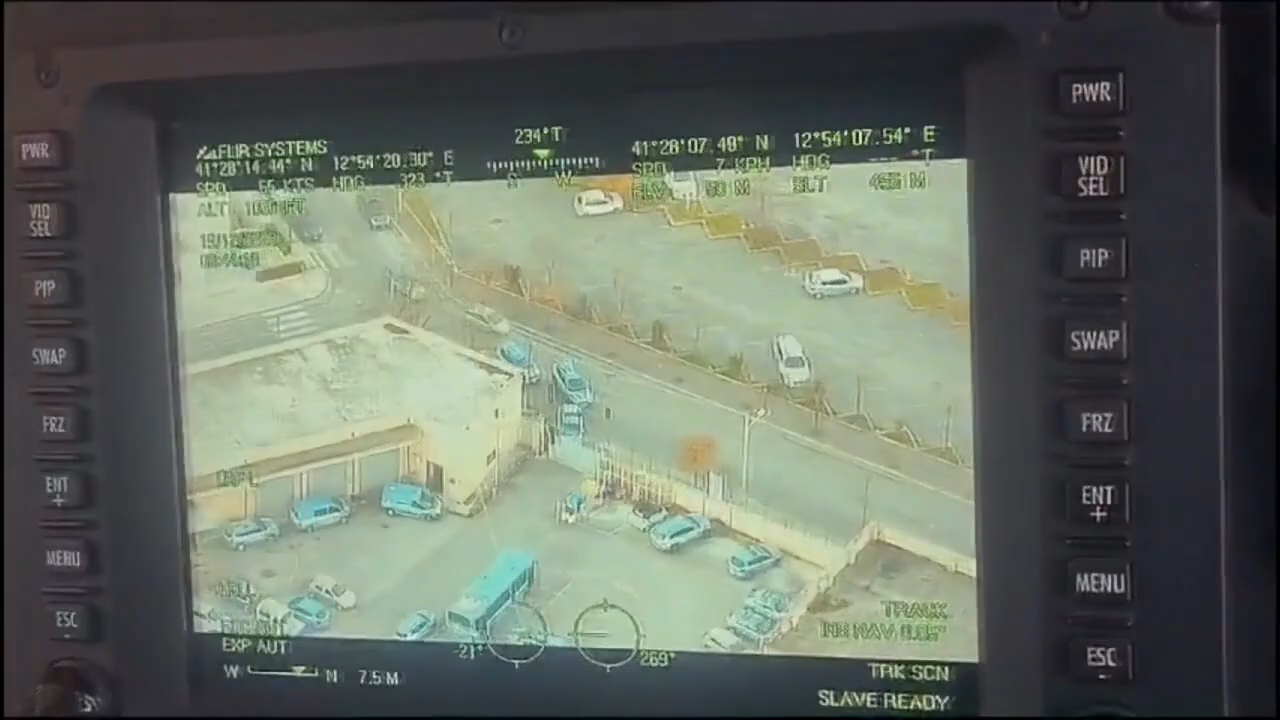 PWR
VID
SEL
PIP
SWAP
FRZ
ENT
+
MENU
ESC
FLIR SYSTEMS
41°28'14.44" N 12°54'20.30" E
SPD 65 KTS HDG 323 °T
ALT
234°T
S W
41°28'07.49" N 12°54'07.54" E
SPD 7 KPH HDG T
ELV 50 M SLT 455 M
-21°
269°
EXP AUT
W N 7.5 M
TRACK
INS NAV
TRK SCN
SLAVE READY
PWR
VID
SEL
PIP
SWAP
FRZ
ENT
+
MENU
ESC